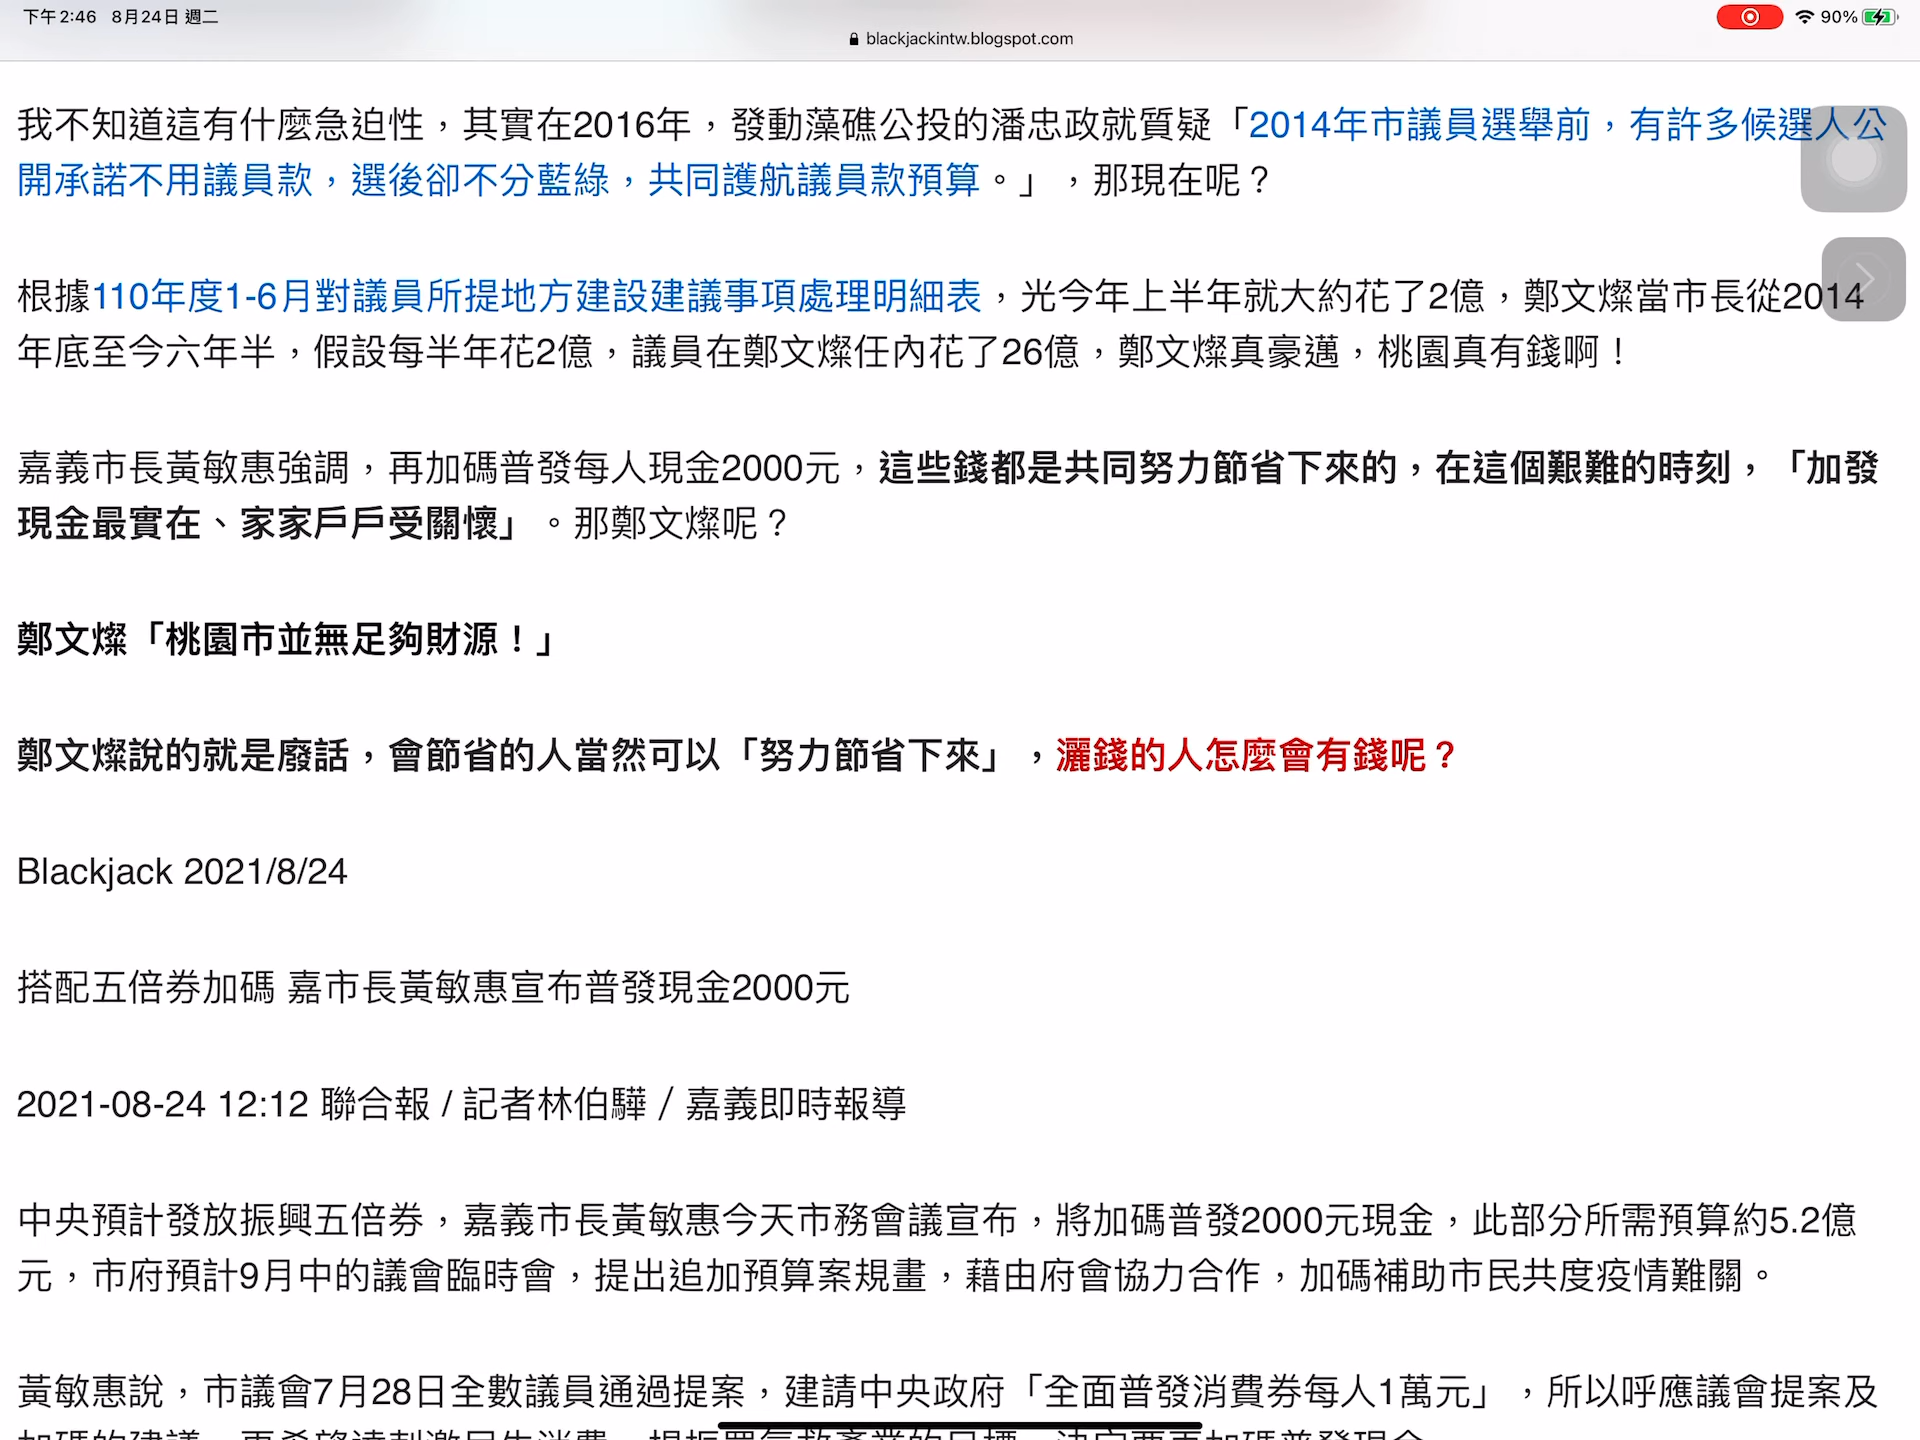 下午2:46 8月24日 週二
90%
blackjackintw.blogspot.com
我不知道這有什麼急迫性，其實在2016年，發動藻礁公投的潘忠政就質疑「2014年市議員選舉前，有許多候選人公
開承諾不用議員款，選後卻不分藍綠，共同護航議員款預算。」，那現在呢？
根據110年度1-6月對議員所提地方建設建議事項處理明細表，光今年上半年就大約花了2億，鄭文燦當市長從2014
年底至今六年半，假設每半年花2億，議員在鄭文燦任內花了26億，鄭文燦真豪邁，桃園真有錢啊！
嘉義市長黃敏惠強調，再加碼普發每人現金2000元，這些錢都是共同努力節省下來的，在這個艱難的時刻，「加發
現金最實在、家家戶戶受關懷」。那鄭文燦呢？
鄭文燦「桃園市並無足夠財源！」
鄭文燦說的就是廢話，會節省的人當然可以「努力節省下來」，灑錢的人怎麼會有錢呢？
Blackjack 2021/8/24
搭配五倍券加碼 嘉市長黃敏惠宣布普發現金2000元
2021-08-24 12:12 聯合報 / 記者林伯驊／嘉義即時報導
中央預計發放振興五倍券，嘉義市長黃敏惠今天市務會議宣布，將加碼普發2000元現金，此部分所需預算約5.2億
元，市府預計9月中的議會臨時會，提出追加預算案規畫，藉由府會協力合作，加碼補助市民共度疫情難關。
黃敏惠說，市議會7月28日全數議員通過提案，建請中央政府「全面普發消費券每人1萬元」，所以呼應議會提案及